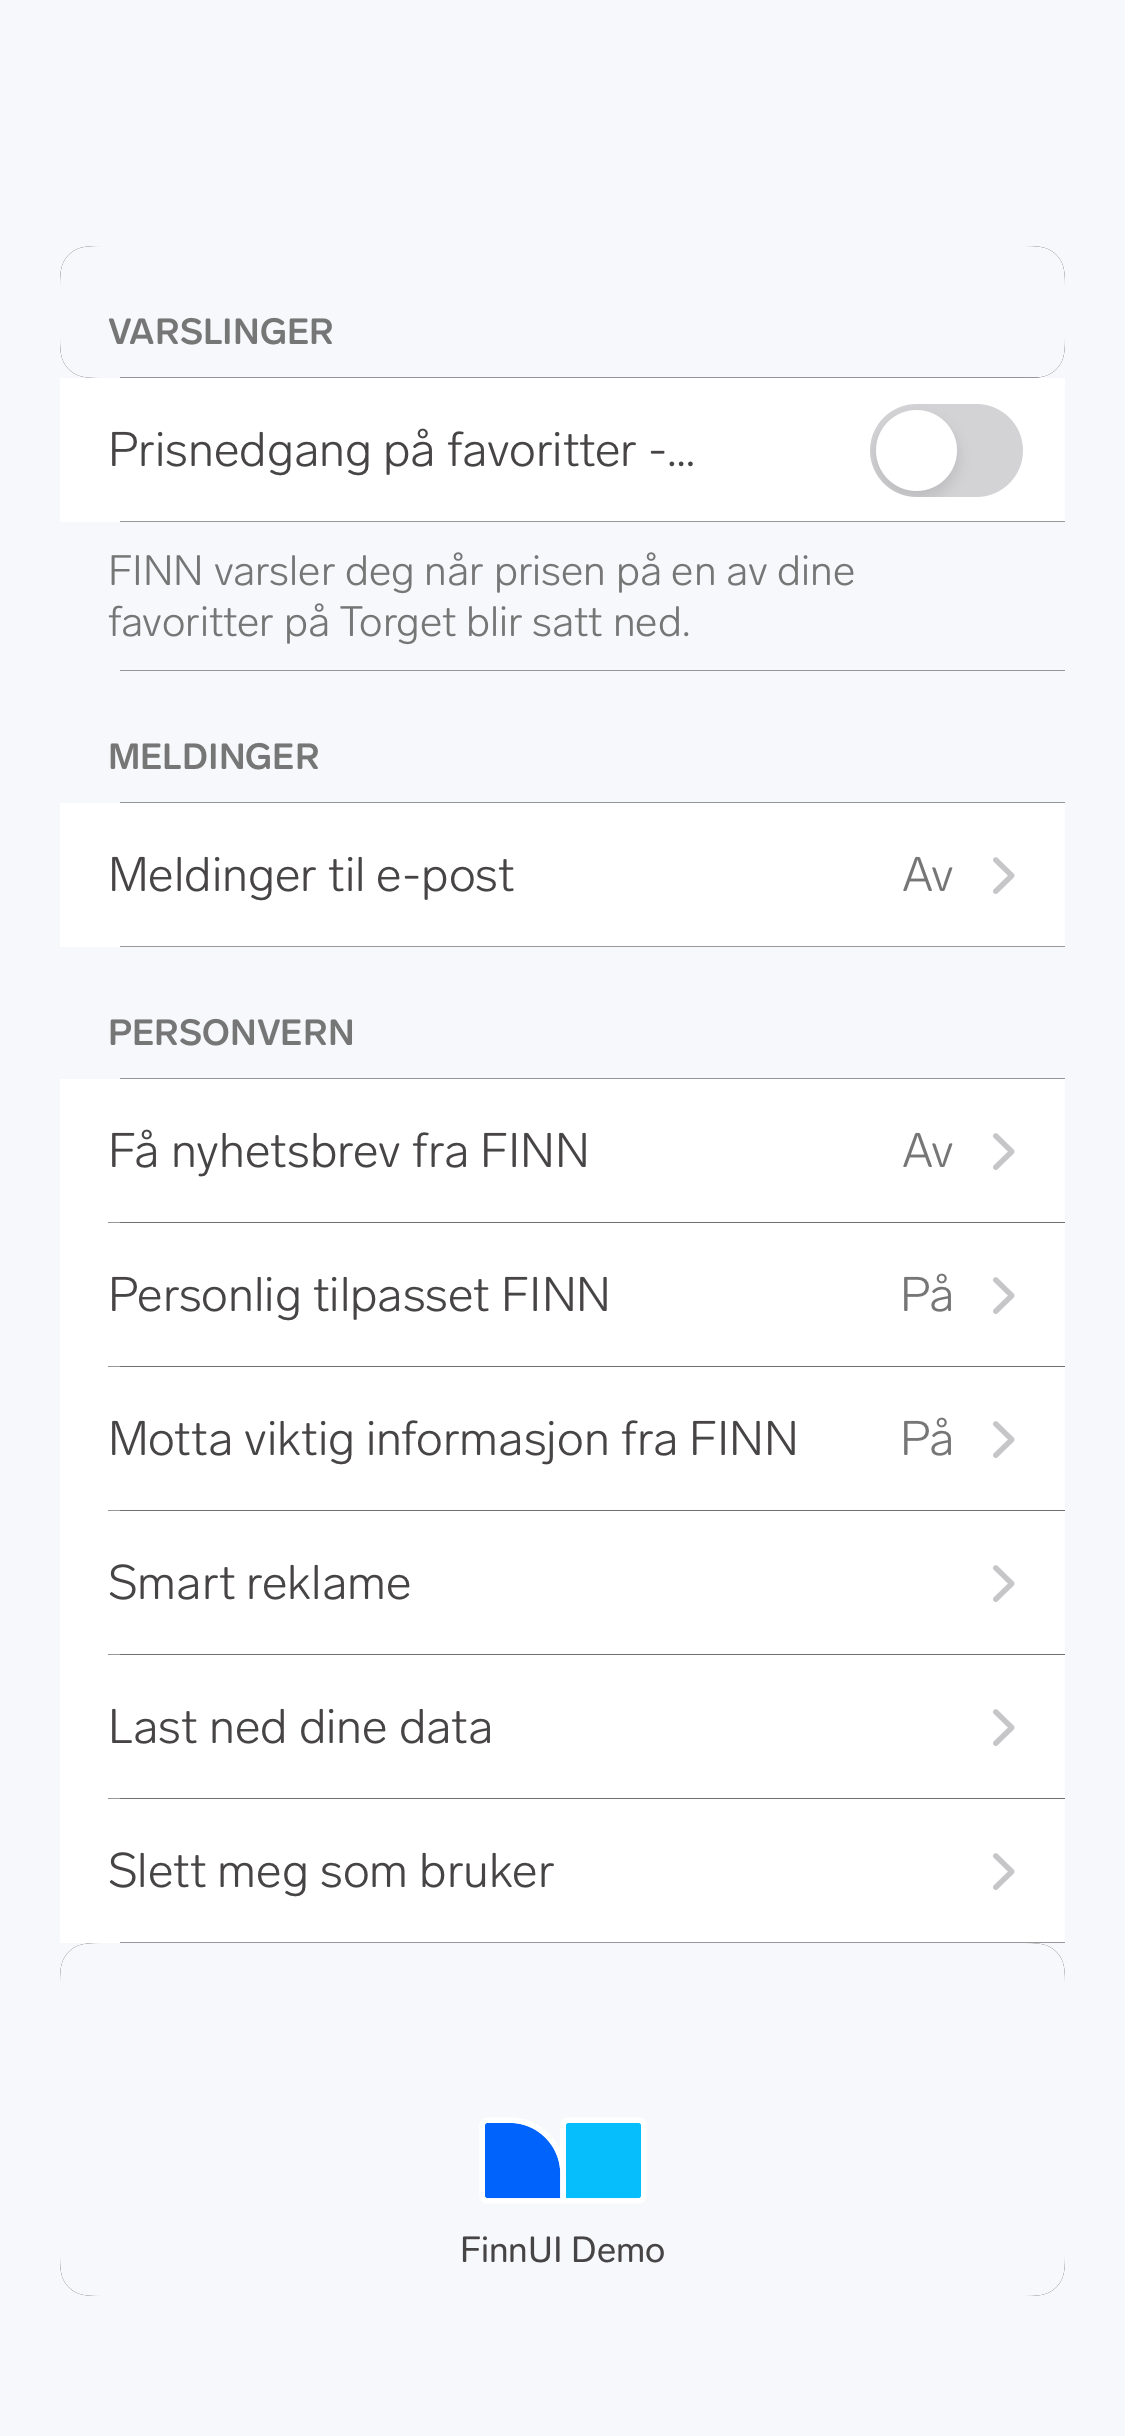 VARSLINGER
Prisnedgang på favoritter -...
FINN varsler deg når prisen på en av dine
favoritter på Torget blir satt ned.
MELDINGER
Meldinger til e-post Av
PERSONVERN
Få nyhetsbrev fra FINN Av
Personlig tilpasset FINN På
Motta viktig informasjon fra FINN På
Smart reklame
Last ned dine data
Slett meg som bruker
FinnUI Demo